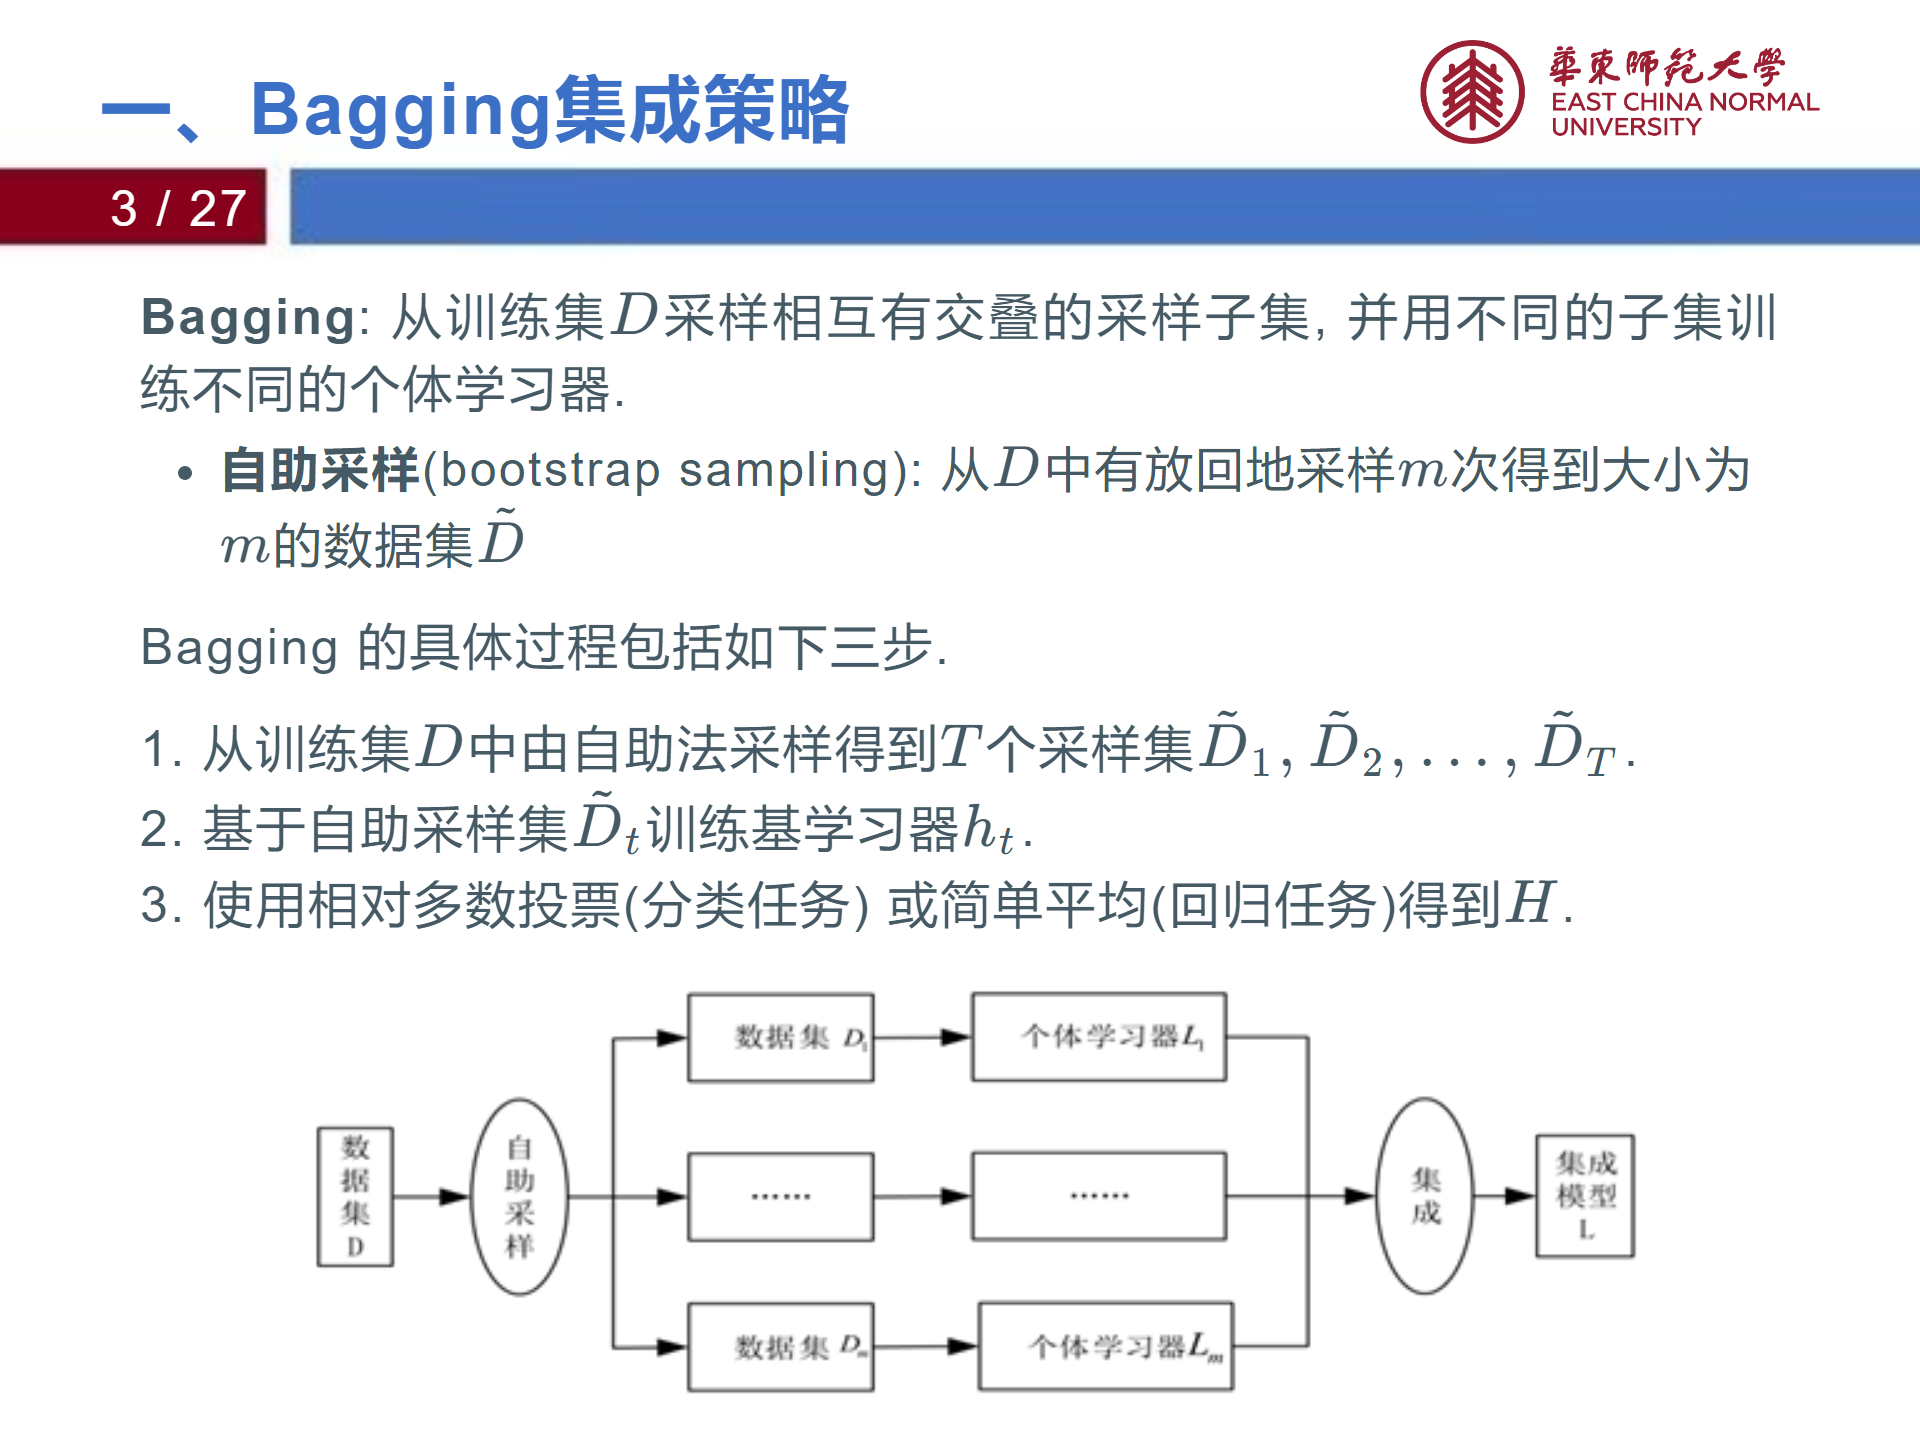 一、Bagging集成策略
華東師範大學
EAST CHINA NORMAL
UNIVERSITY
3 / 27
Bagging: 从训练集D采样相互有交叠的采样子集, 并用不同的子集训
练不同的个体学习器.
• 自助采样(bootstrap sampling): 从D中有放回地采样m次得到大小为
m的数据集D̃
Bagging 的具体过程包括如下三步.
1. 从训练集D中由自助法采样得到T个采样集D̃₁, D̃₂, …, D̃_T.
2. 基于自助采样集D̃ₜ训练基学习器hₜ.
3. 使用相对多数投票(分类任务) 或简单平均(回归任务)得到H.
数据集 D₁
个体学习器L₁
数
据
集
D
自
助
采
样
……
……
集
成
集成
模型
L
数据集 Dₘ
个体学习器Lₘ